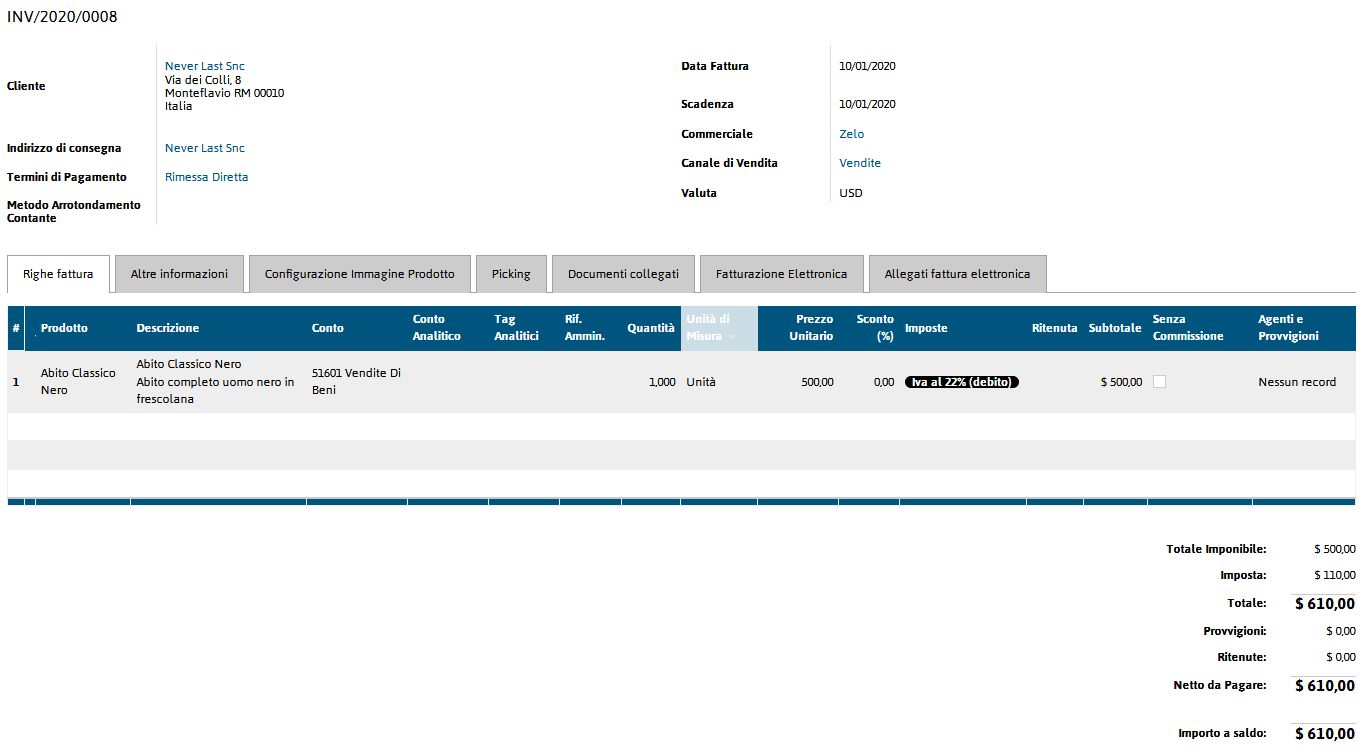 INV/2020/0008
Cliente
Never Last Snc
Via dei Colli, 8
Monteflavio RM 00010
Italia
Data Fattura 10/01/2020
Scadenza 10/01/2020
Indirizzo di consegna Never Last Snc
Commerciale Zelo
Termini di Pagamento Rimessa Diretta
Canale di Vendita Vendite
Metodo Arrotondamento
Contante
Valuta USD
Righe fattura Altre informazioni Configurazione Immagine Prodotto Picking Documenti collegati Fatturazione Elettronica Allegati fattura elettronica
# Prodotto Descrizione Conto Conto Analitico Tag Analitici Rif. Ammin. Quantità Unità di Misura Prezzo Unitario Sconto (%) Imposte Ritenuta Subtotale Senza Commissione Agenti e Provvigioni
1 Abito Classico Nero
Abito Classico Nero
Abito completo uomo nero in
frescolana
51601 Vendite Di Beni
1,000 Unità 500,00 0,00 Iva al 22% (debito) $ 500,00 Nessun record
Totale Imponibile: $ 500,00
Imposta: $ 110,00
Totale: $ 610,00
Provvigioni: $ 0,00
Ritenute: $ 0,00
Netto da Pagare: $ 610,00
Importo a saldo: $ 610,00